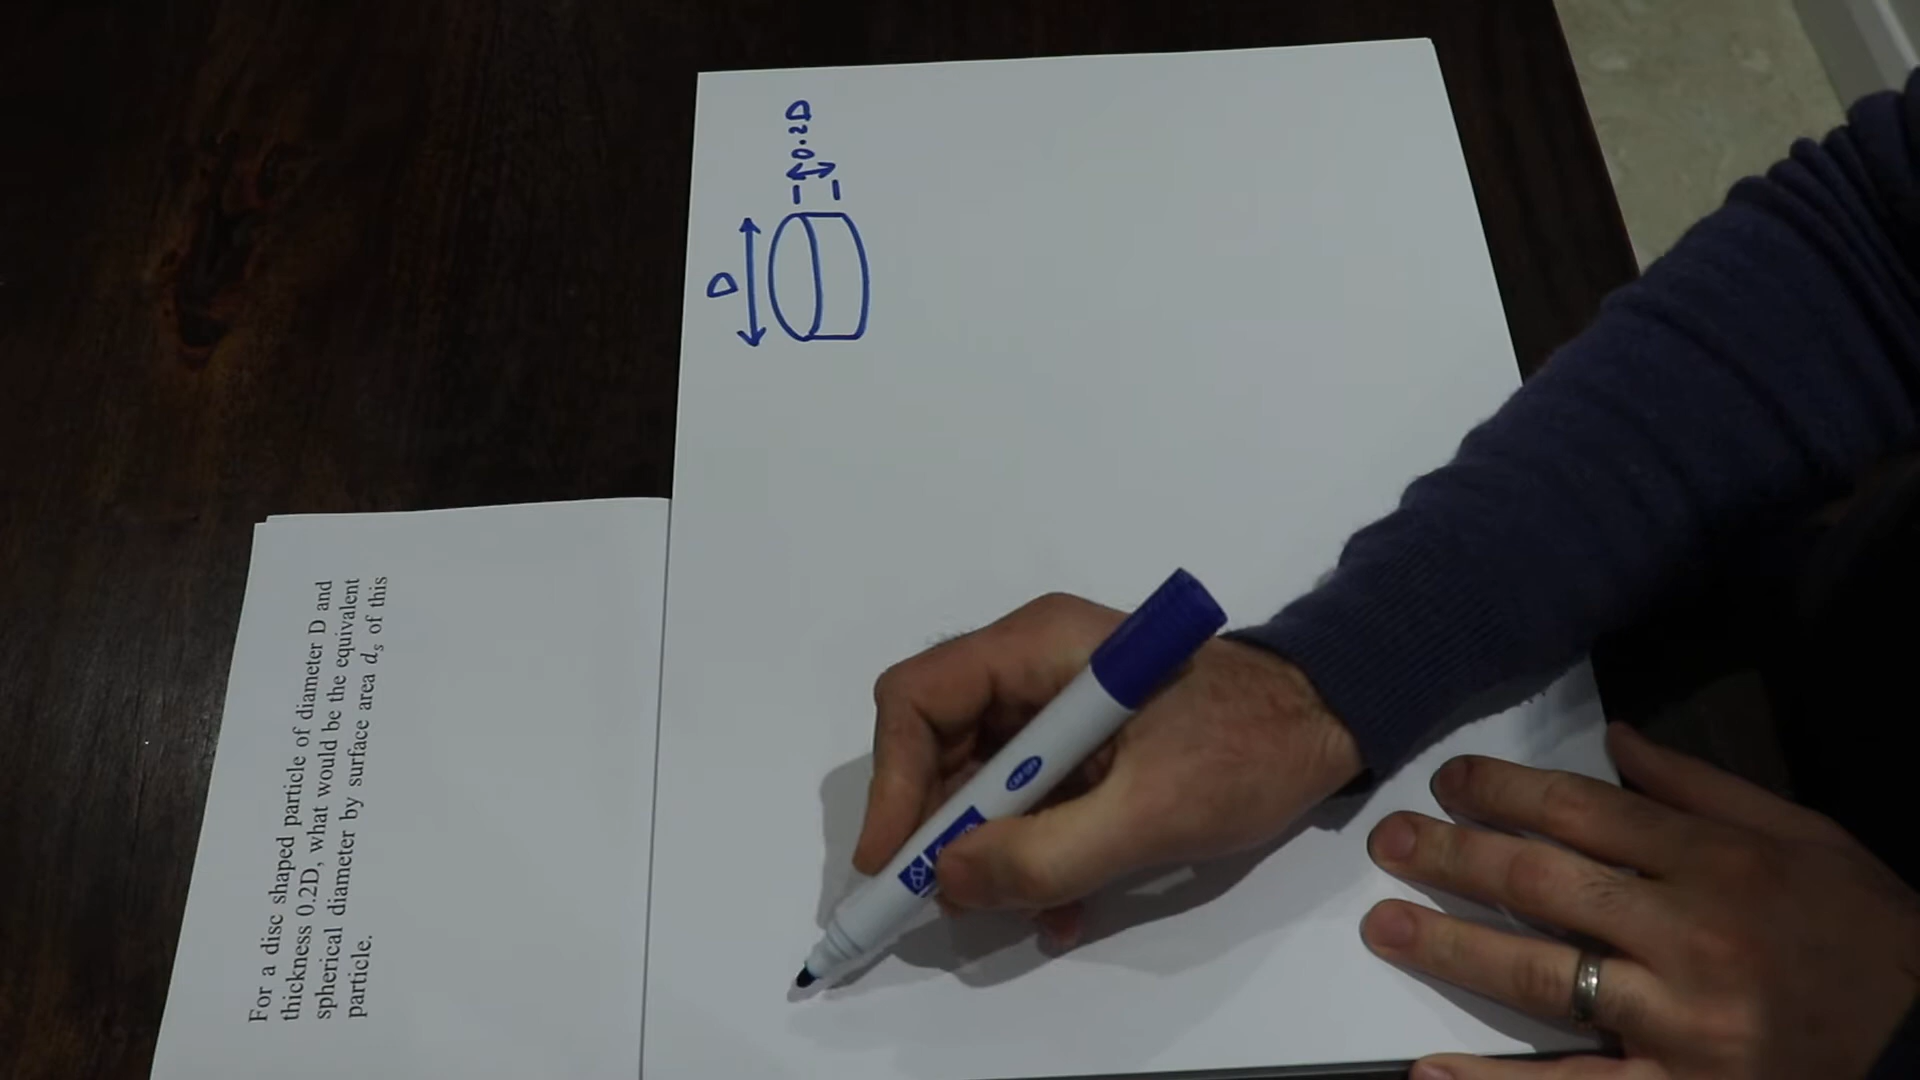 For a disc shaped particle of diameter D and
thickness 0.2D, what would be the equivalent
spherical diameter by surface area dₛ of this
particle.
D
0.2D